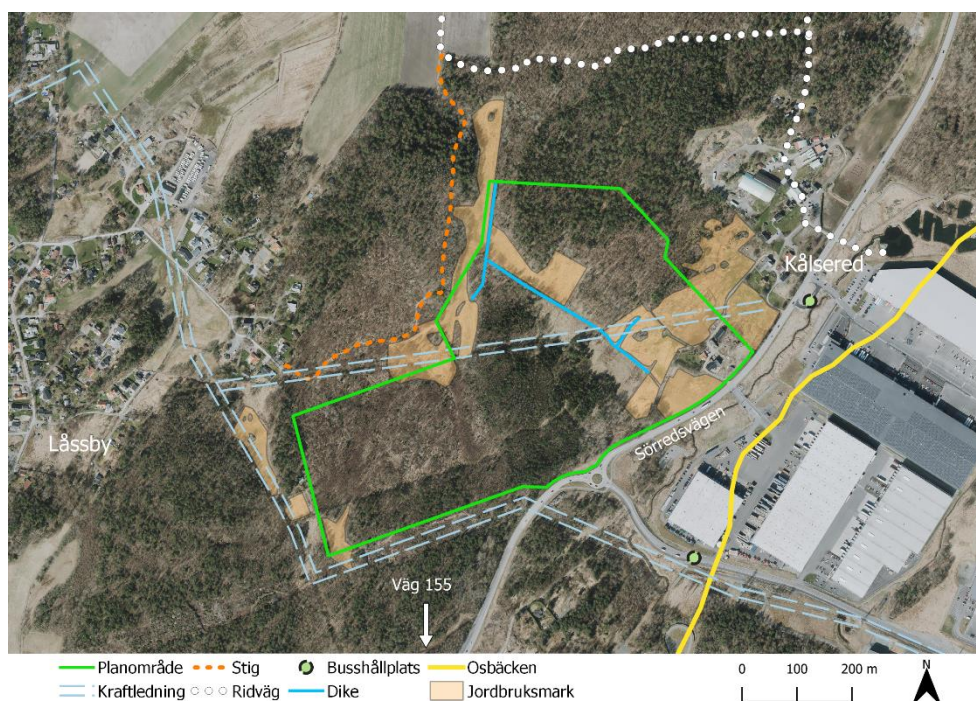 Kålsered
Låssby
Sörredsvägen
Väg 155
Planområde Stig Busshållplats Osbäcken
Kraftledning Ridväg Dike Jordbruksmark
0 100 200 m
N